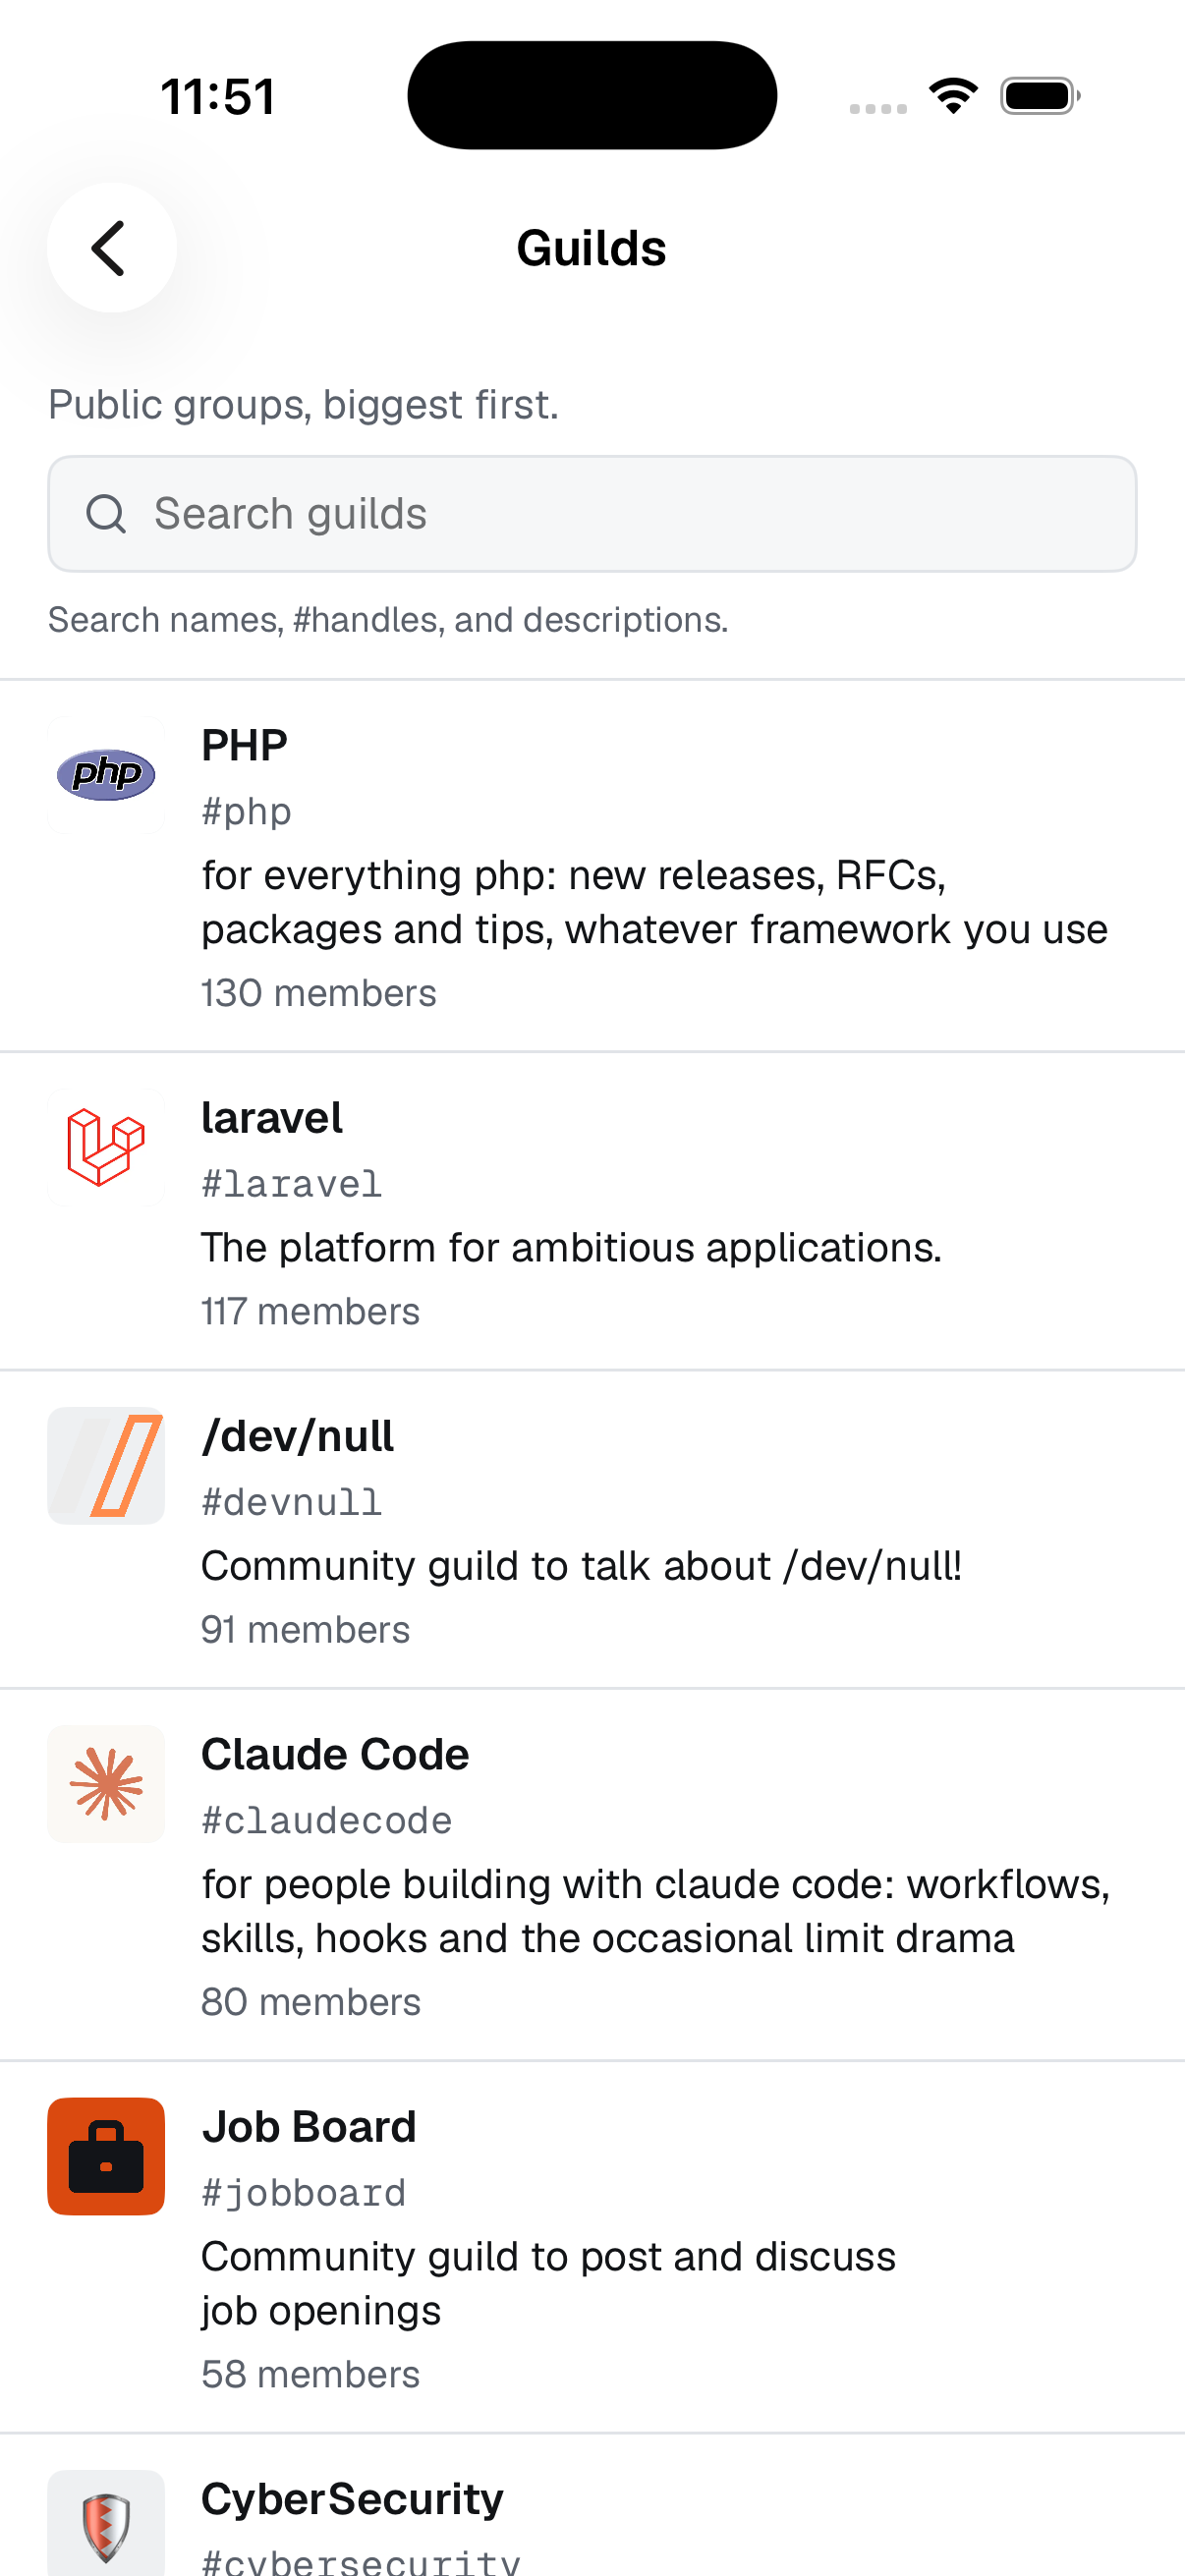 11:51
Guilds
Public groups, biggest first.
Search guilds
Search names, #handles, and descriptions.
php
PHP
#php
for everything php: new releases, RFCs,
packages and tips, whatever framework you use
130 members
laravel
#laravel
The platform for ambitious applications.
117 members
/dev/null
#devnull
Community guild to talk about /dev/null!
91 members
Claude Code
#claudecode
for people building with claude code: workflows,
skills, hooks and the occasional limit drama
80 members
Job Board
#jobboard
Community guild to post and discuss
job openings
58 members
CyberSecurity
#cybersecurity